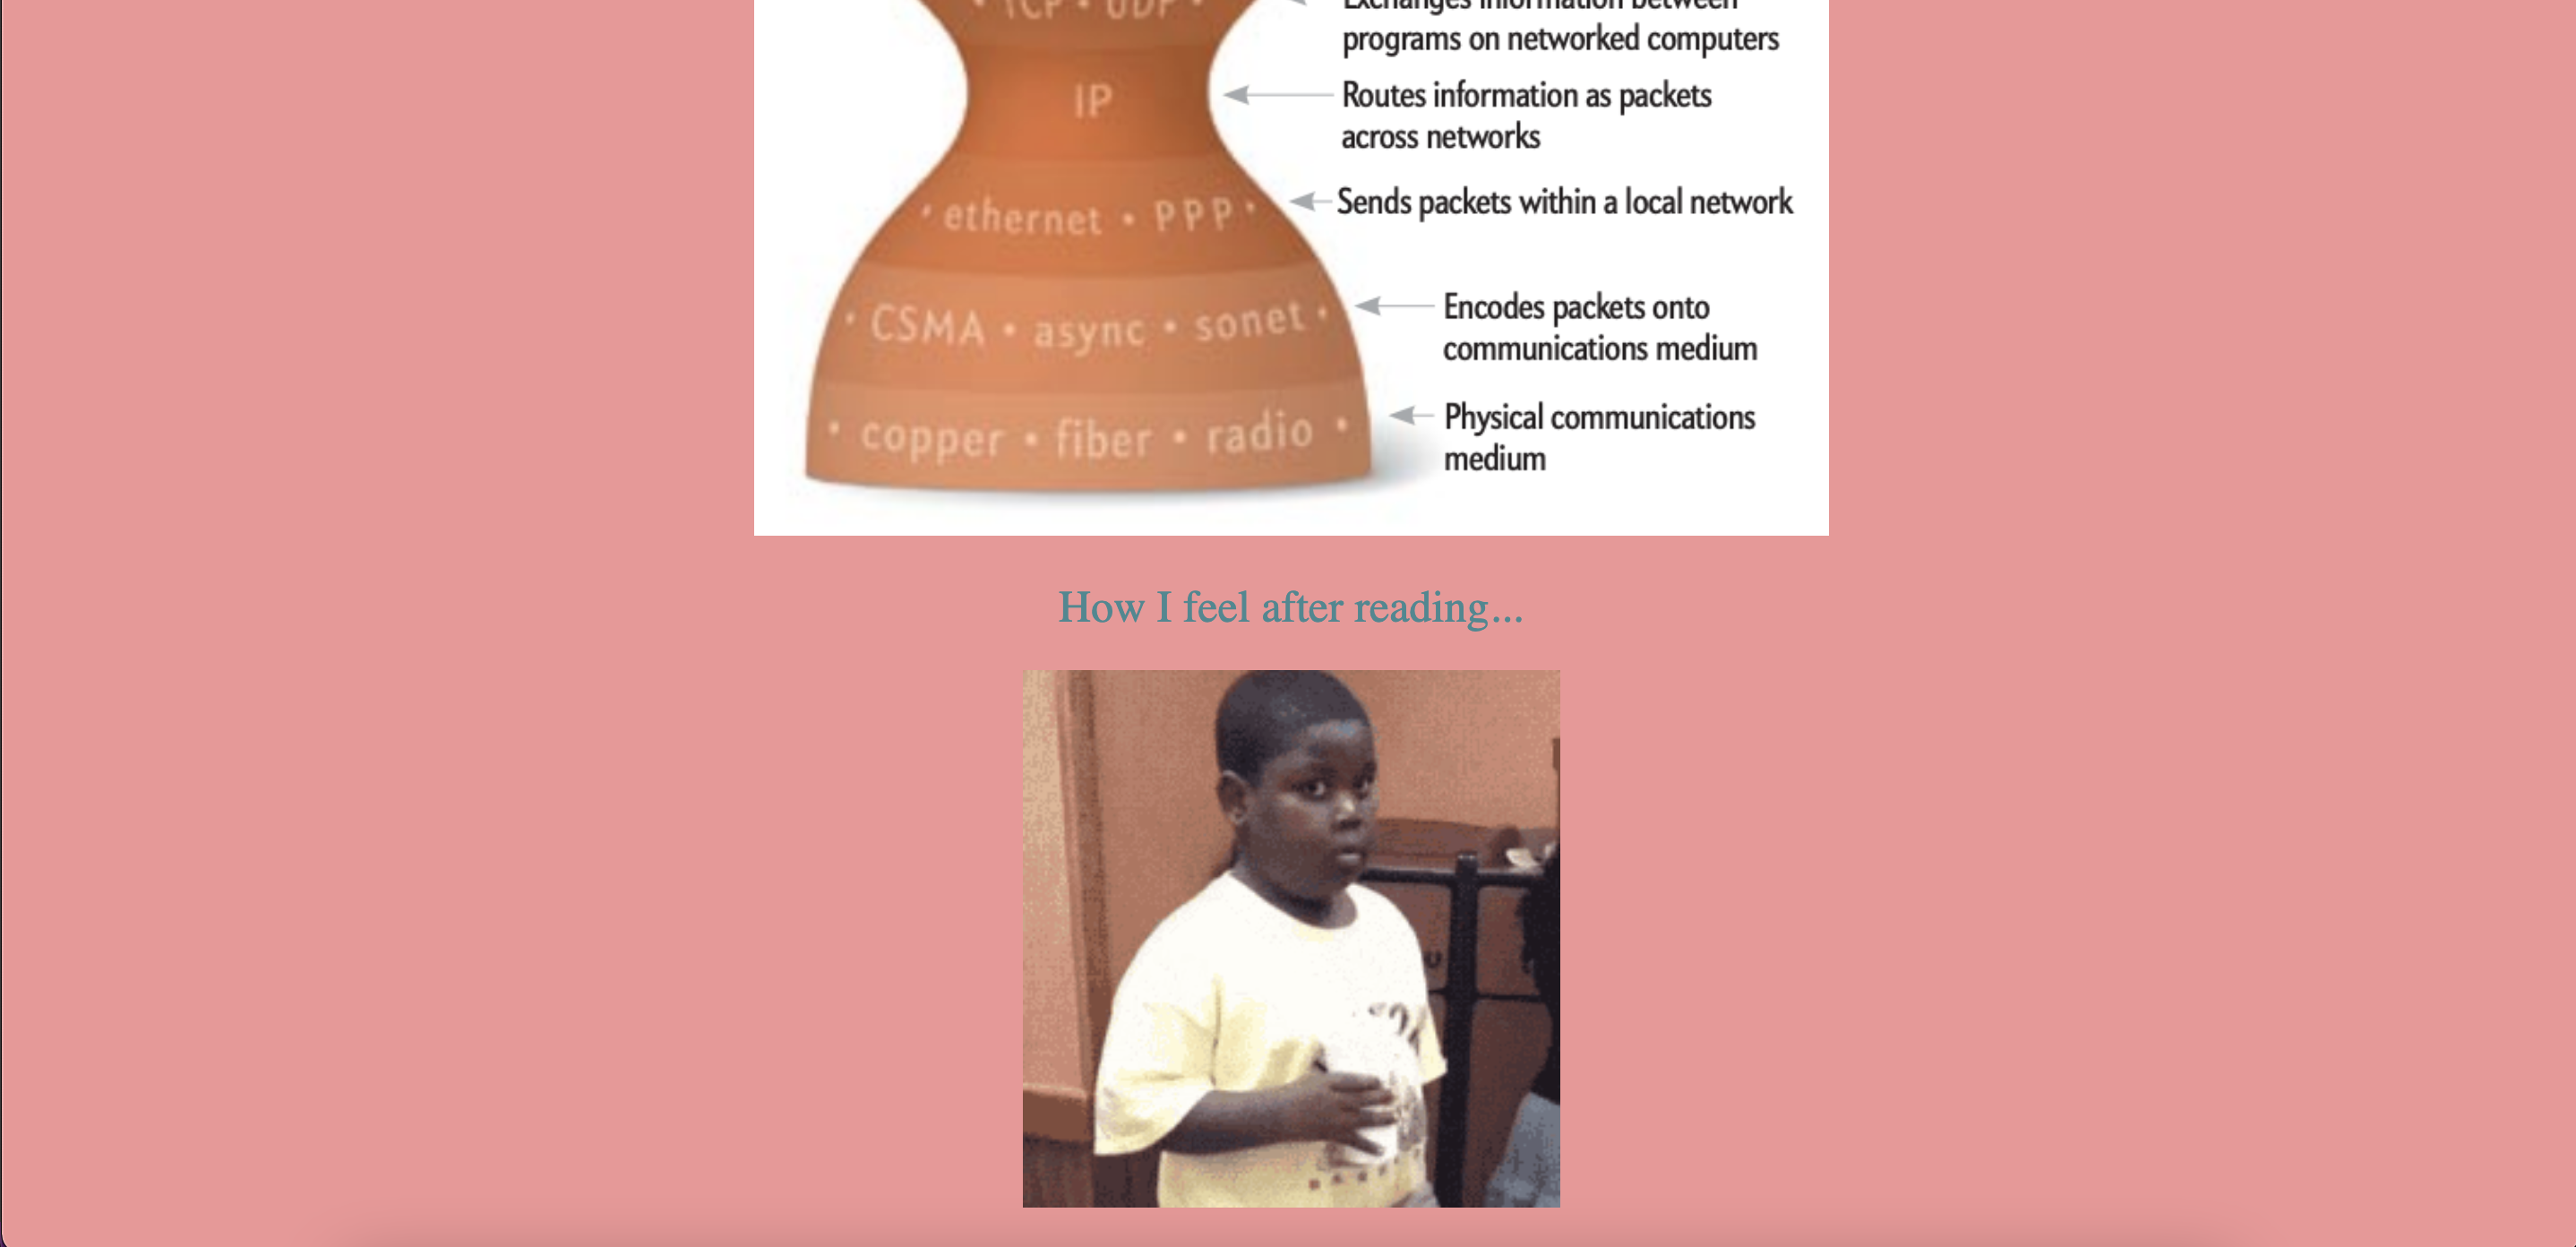 • TCP • UDP •
Exchanges information between
programs on networked computers
IP
Routes information as packets
across networks
• ethernet • PPP •
Sends packets within a local network
• CSMA • async • sonet •
Encodes packets onto
communications medium
• copper • fiber • radio •
Physical communications
medium
How I feel after reading...